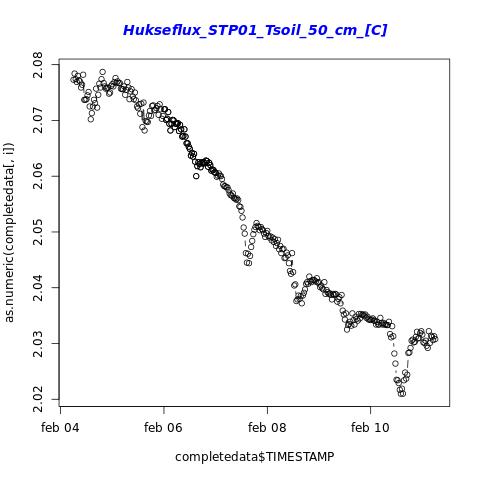 Hukseflux_STP01_Tsoil_50_cm_[C]
as.numeric(completedata[, i])
2.08
2.07
2.06
2.05
2.04
2.03
2.02
feb 04 feb 06 feb 08 feb 10
completedata$TIMESTAMP